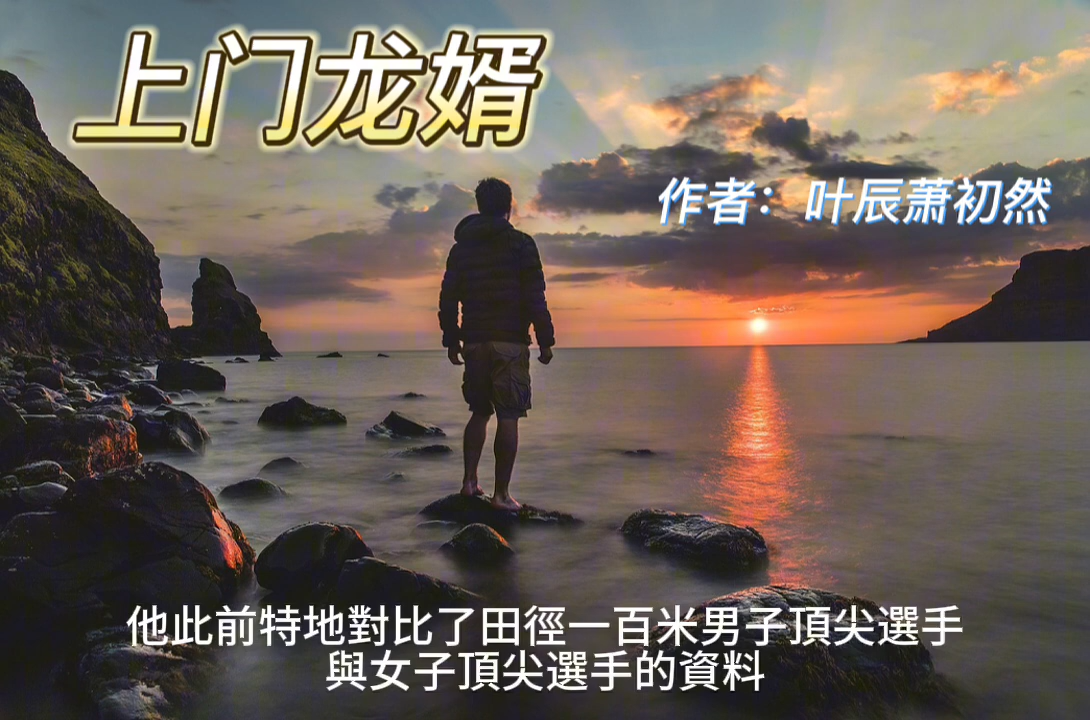 上门龙婿
作者：叶辰萧初然
他此前特地對比了田徑一百米男子頂尖選手
與女子頂尖選手的資料